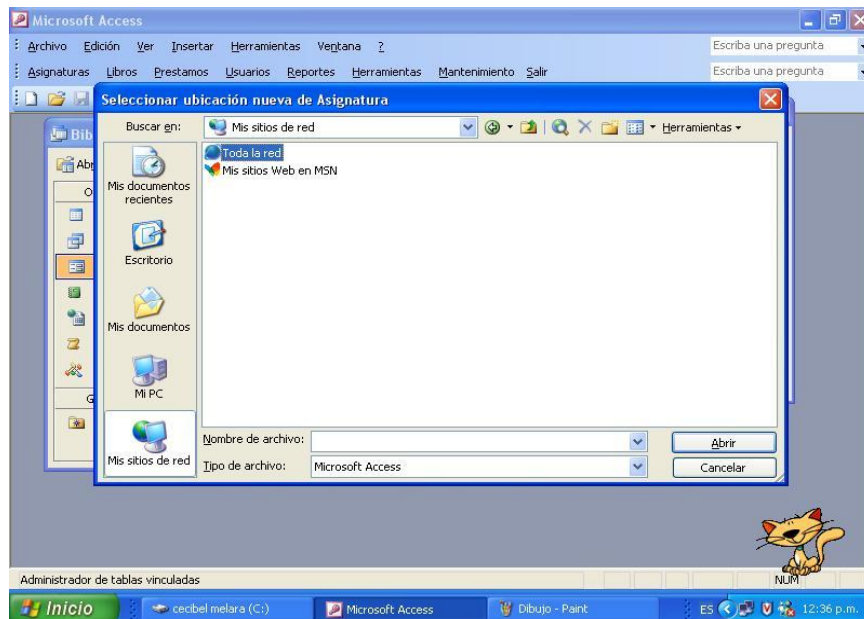 Microsoft Access
Archivo Edición Ver Insertar Herramientas Ventana ? Escriba una pregunta
Asignaturas Libros Prestamos Usuarios Reportes Herramientas Mantenimiento Salir Escriba una pregunta
Seleccionar ubicación nueva de Asignatura
Bib
Buscar en: Mis sitios de red Herramientas
Abr
O
Toda la red
Mis sitios Web en MSN
Mis documentos recientes
Escritorio
Mis documentos
Mi PC
G
Mis sitios de red
Nombre de archivo: Abrir
Tipo de archivo: Microsoft Access Cancelar
Administrador de tablas vinculadas NUM
Inicio cecibel melara (C:) Microsoft Access Dibujo - Paint ES 12:36 p.m.